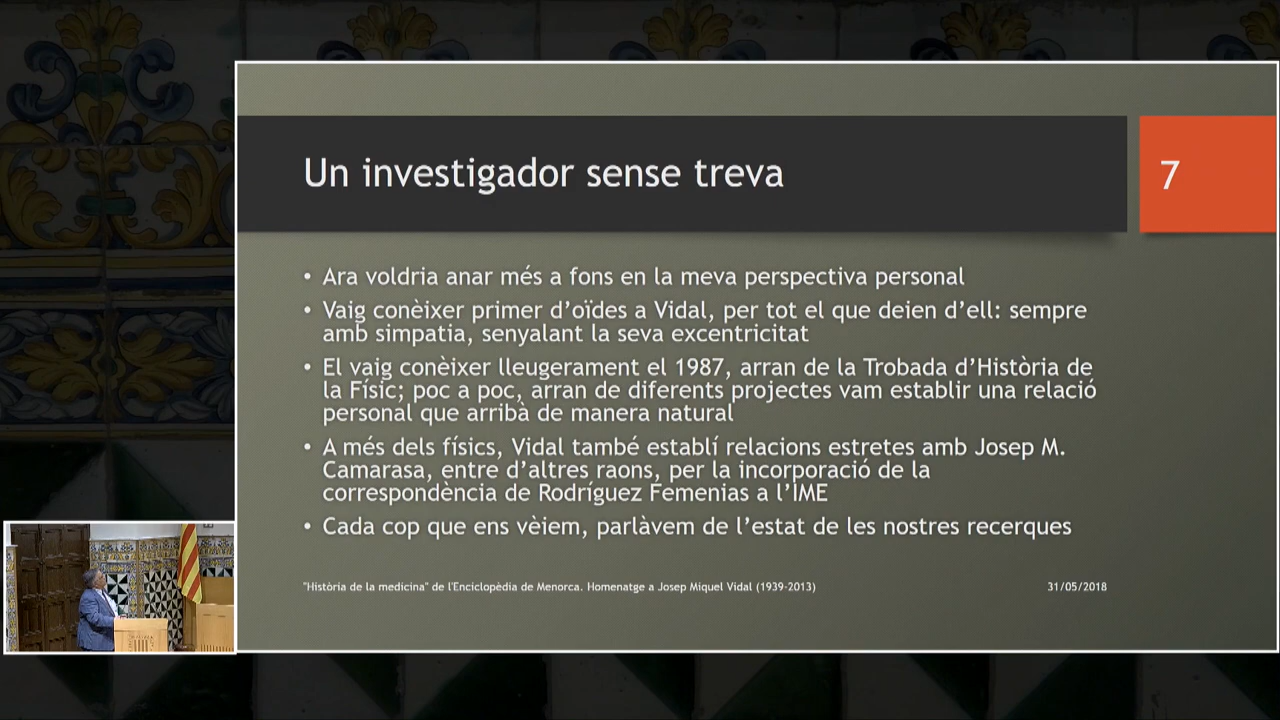 Un investigador sense treva
7
• Ara voldria anar més a fons en la meva perspectiva personal
• Vaig conèixer primer d’oïdes a Vidal, per tot el que deien d’ell: sempre
amb simpatia, senyalant la seva excentricitat
• El vaig conèixer lleugerament el 1987, arran de la Trobada d’Història de
la Físic; poc a poc, arran de diferents projectes vam establir una relació
personal que arribà de manera natural
• A més dels físics, Vidal també establí relacions estretes amb Josep M.
Camarasa, entre d’altres raons, per la incorporació de la
correspondència de Rodríguez Femenias a l’IME
• Cada cop que ens vèiem, parlàvem de l’estat de les nostres recerques
"Història de la medicina" de l'Enciclopèdia de Menorca. Homenatge a Josep Miquel Vidal (1939-2013)
31/05/2018